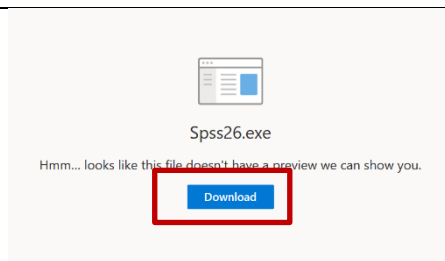 Spss26.exe
Hmm... looks like this file doesn't have a preview we can show you.
Download